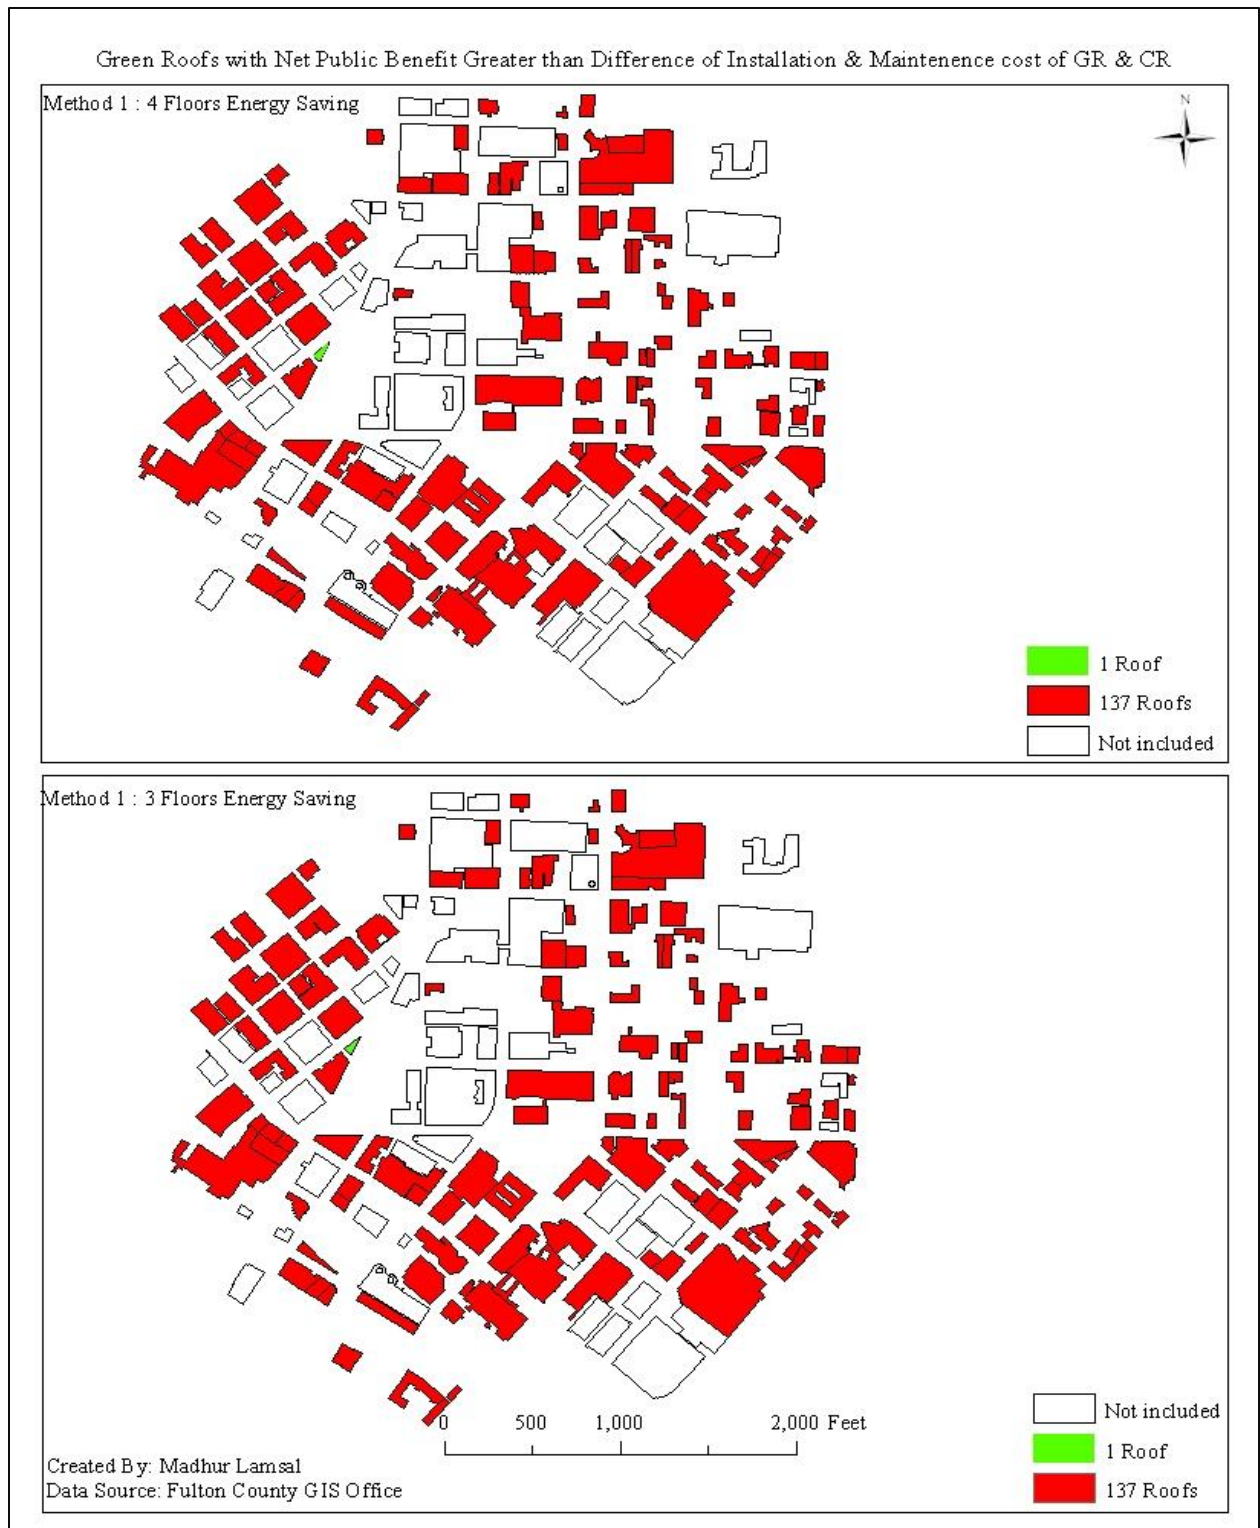 Green Roofs with Net Public Benefit Greater than Difference of Installation & Maintenence cost of GR & CR
Method 1 : 4 Floors Energy Saving
N
1 Roof
137 Roofs
Not included
Method 1 : 3 Floors Energy Saving
0 500 1,000 2,000 Feet
Not included
1 Roof
137 Roofs
Created By: Madhur Lamsal
Data Source: Fulton County GIS Office